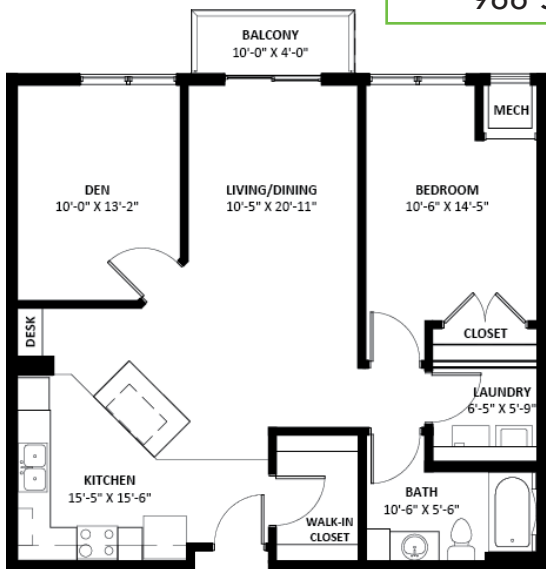 BALCONY
10'-0" X 4'-0"
MECH
DEN
10'-0" X 13'-2"
LIVING/DINING
10'-5" X 20'-11"
BEDROOM
10'-6" X 14'-5"
DESK
CLOSET
LAUNDRY
6'-5" X 5'-9"
KITCHEN
15'-5" X 15'-6"
WALK-IN
CLOSET
BATH
10'-6" X 5'-6"